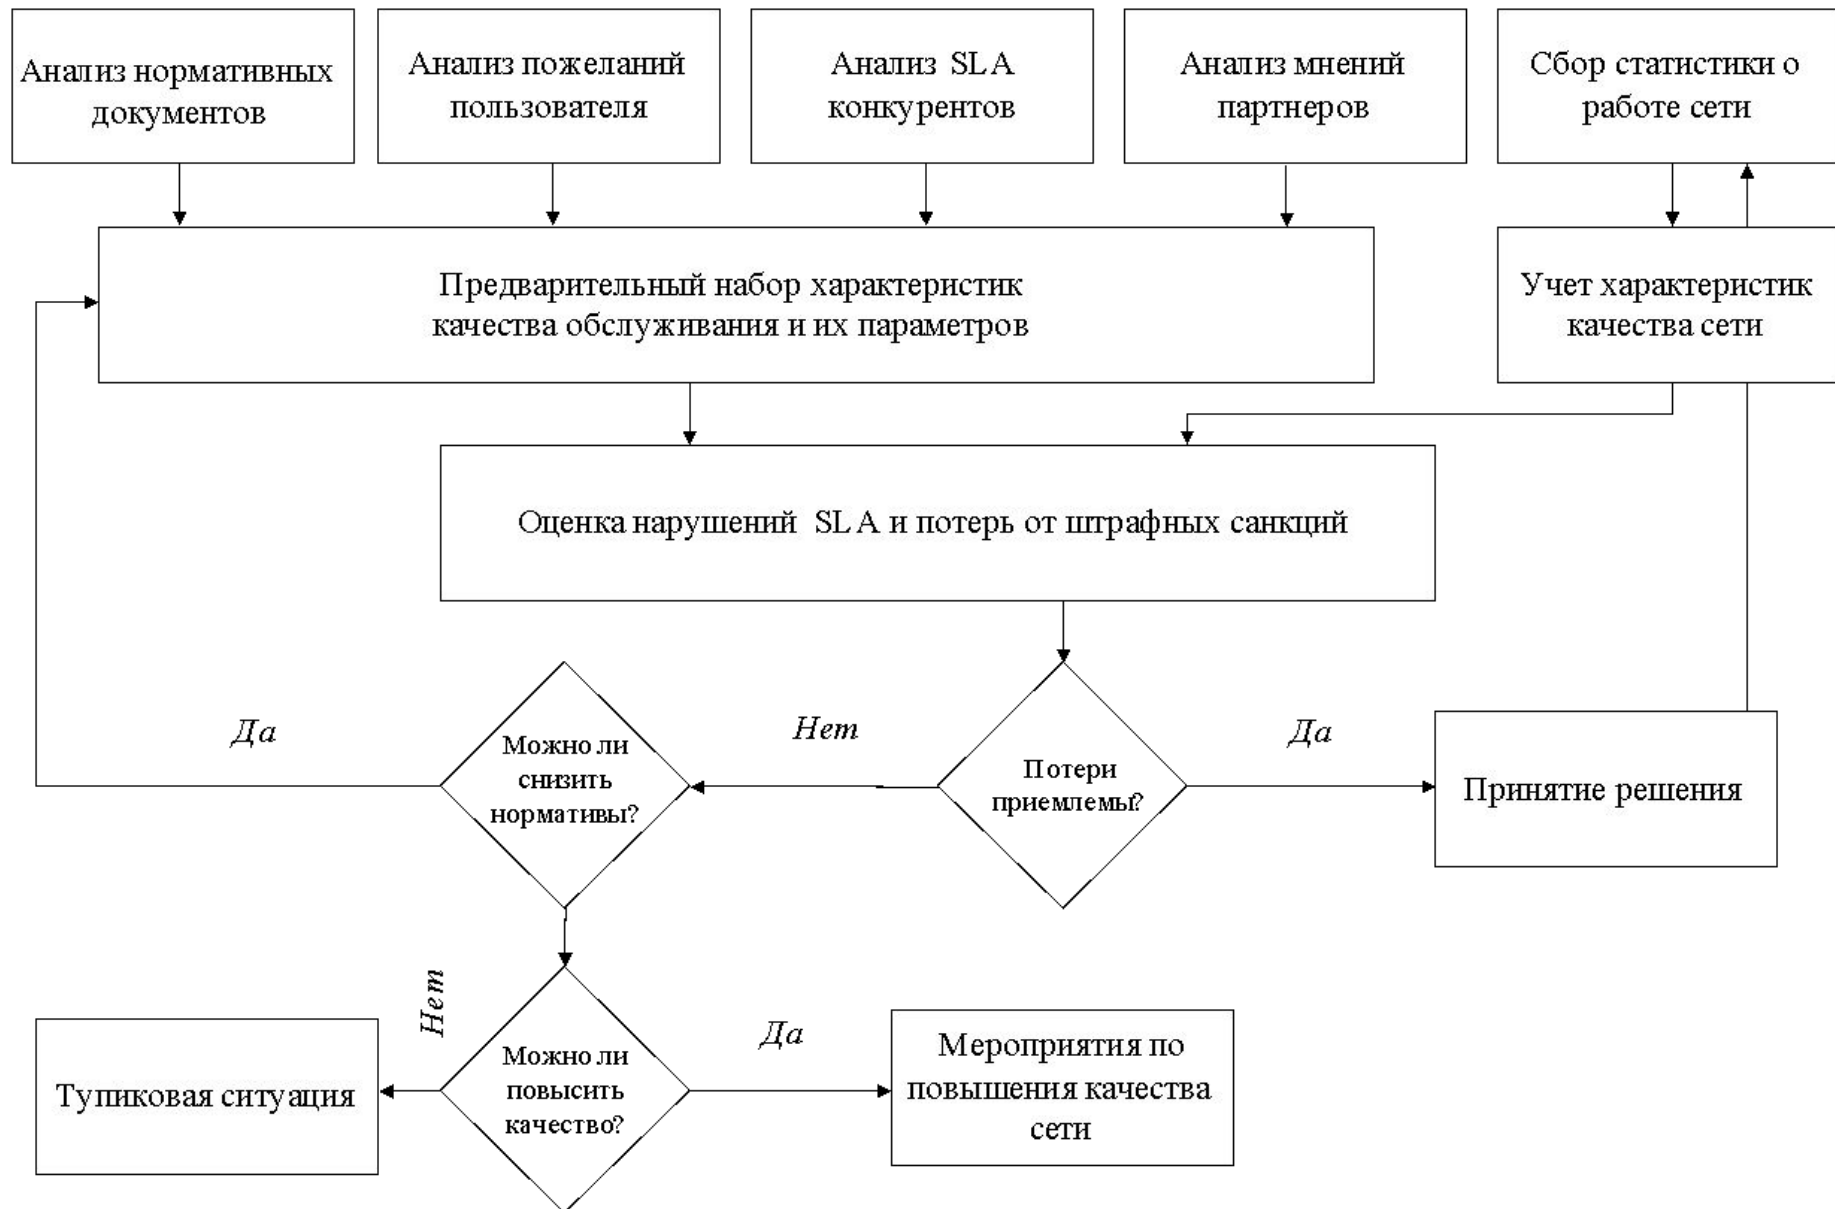 Анализ нормативных
документов
Анализ пожеланий
пользователя
Анализ SLA
конкурентов
Анализ мнений
партнеров
Сбор статистики о
работе сети
Предварительный набор характеристик
качества обслуживания и их параметров
Учет характеристик
качества сети
Оценка нарушений SLA и потерь от штрафных санкций
Да
Можно ли
снизить
нормативы?
Нет
Потери
приемлемы?
Да
Принятие решения
Нет
Тупиковая ситуация
Можно ли
повысить
качество?
Да
Мероприятия по
повышения качества
сети